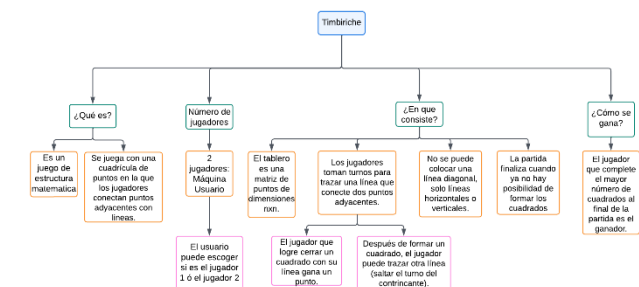 Timbiriche
¿Qué es?
Número de
jugadores
¿En que
consiste?
¿Cómo se
gana?
Es un
juego de
estructura
matematica
Se juega con una
cuadrícula de
puntos en la que
los jugadores
conectan puntos
adyacentes con
líneas.
2
jugadores:
Máquina
Usuario
El tablero
es una
matriz de
puntos de
dimensiones
nxn.
Los jugadores
toman turnos para
trazar una línea que
conecte dos puntos
adyacentes.
No se puede
colocar una
línea diagonal,
solo líneas
horizontales o
verticales.
La partida
finaliza cuando
ya no hay
posibilidad de
formar los
cuadrados
El jugador
que complete
el mayor
número de
cuadrados al
final de la
partida es el
ganador.
El usuario
puede escoger
si es el jugador
1 ó el jugador 2
El jugador que
logre cerrar un
cuadrado con su
línea gana un
punto.
Después de formar un
cuadrado, el jugador
puede trazar otra línea
(saltar el turno del
contrincante).